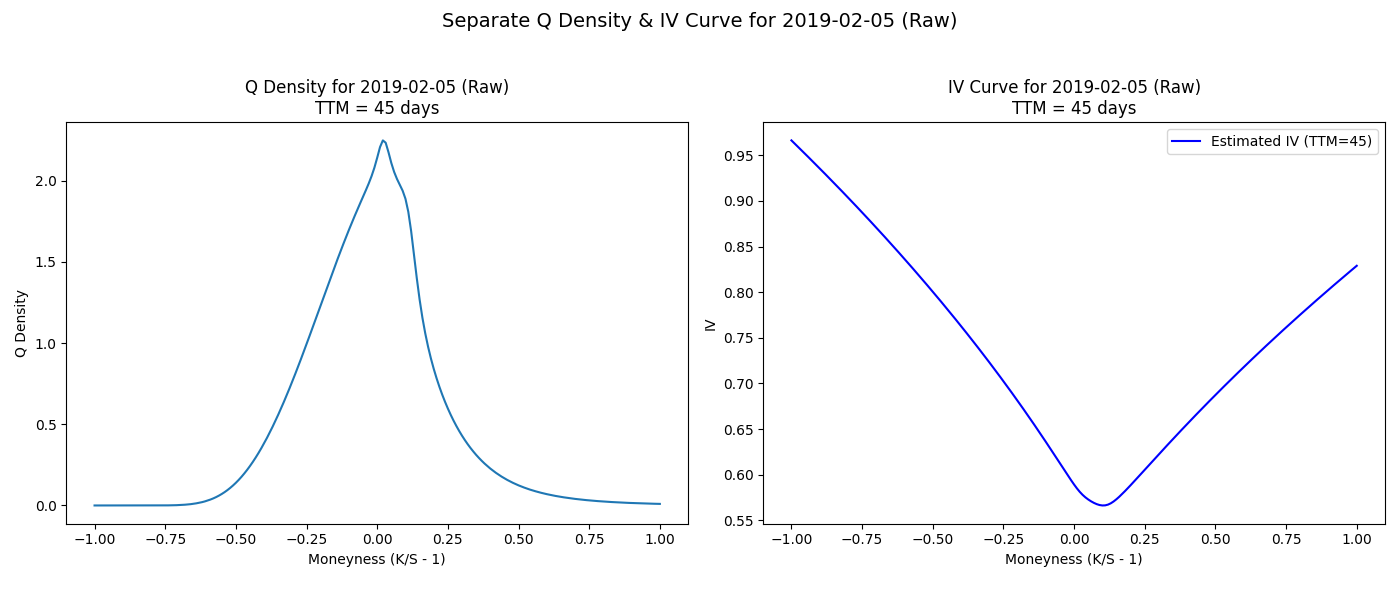 Separate Q Density & IV Curve for 2019-02-05 (Raw)
Q Density for 2019-02-05 (Raw)
TTM = 45 days
Q Density
2.0
1.5
1.0
0.5
0.0
−1.00 −0.75 −0.50 −0.25 0.00 0.25 0.50 0.75 1.00
Moneyness (K/S - 1)
IV Curve for 2019-02-05 (Raw)
TTM = 45 days
Estimated IV (TTM=45)
IV
0.95
0.90
0.85
0.80
0.75
0.70
0.65
0.60
0.55
−1.00 −0.75 −0.50 −0.25 0.00 0.25 0.50 0.75 1.00
Moneyness (K/S - 1)